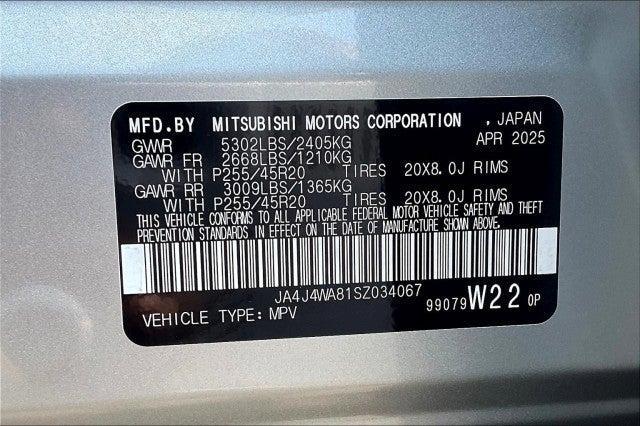 MFD.BY MITSUBISHI MOTORS CORPORATION , JAPAN
GVWR 5302LBS/2405KG APR 2025
GAWR FR 2668LBS/1210KG
WITH P255/45R20 TIRES 20X8.0J RIMS
GAWR RR 3009LBS/1365KG
WITH P255/45R20 TIRES 20X8.0J RIMS
THIS VEHICLE CONFORMS TO ALL APPLICABLE FEDERAL MOTOR VEHICLE SAFETY AND THEFT
PREVENTION STANDARDS IN EFFECT ON THE DATE OF MANUFACTURE SHOWN ABOVE.
JA4J4WA81SZ034067
VEHICLE TYPE: MPV 99079 W22 0P